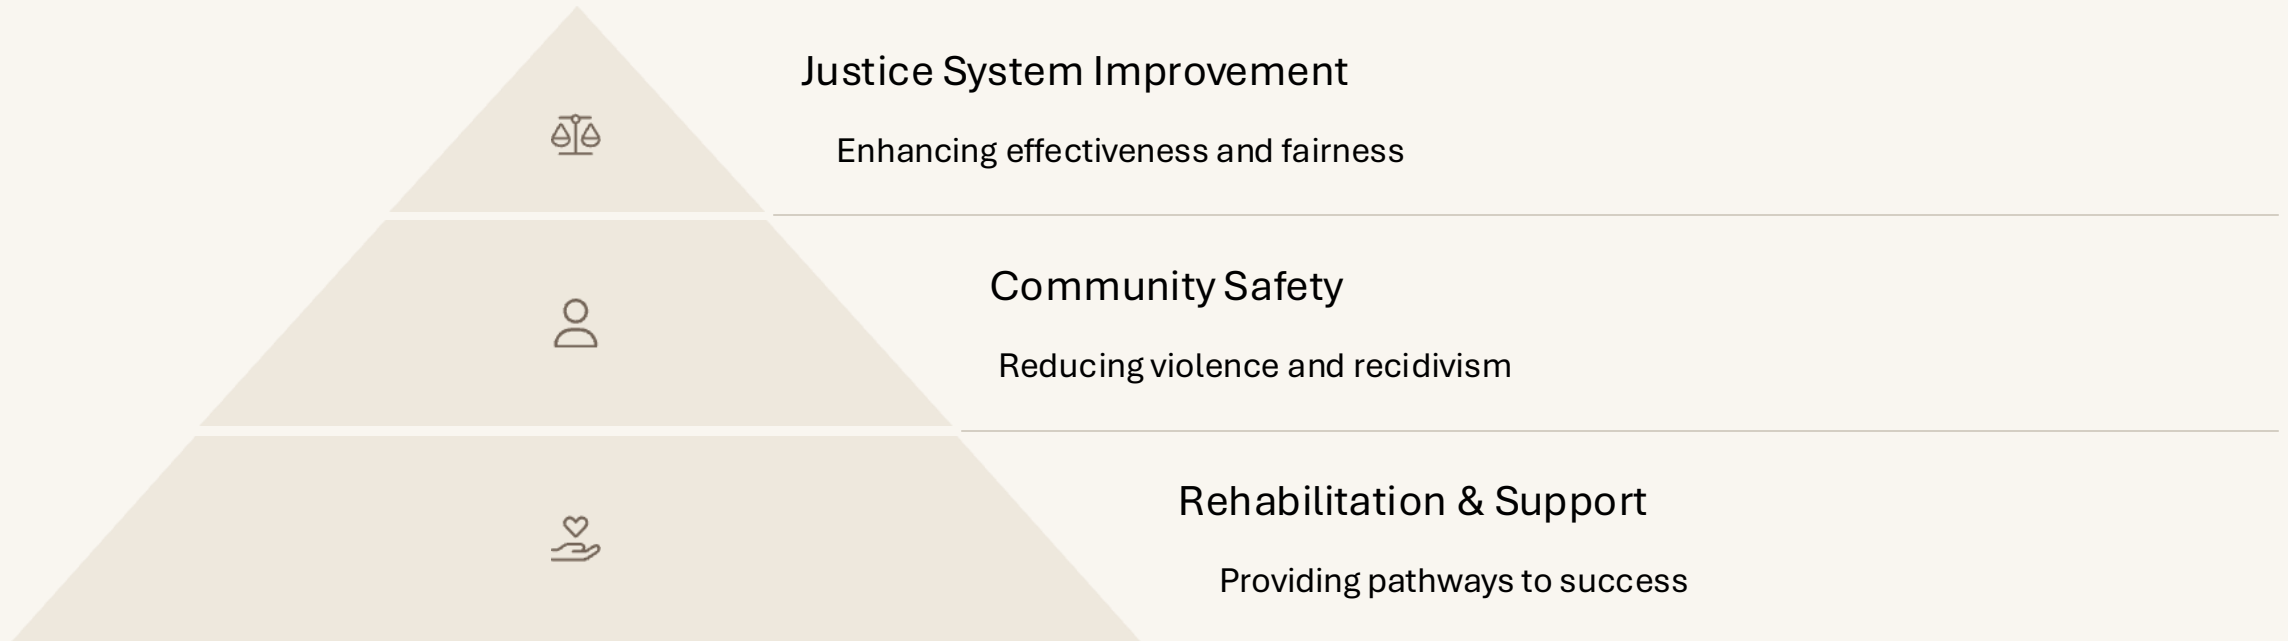 Justice System Improvement
Enhancing effectiveness and fairness
Community Safety
Reducing violence and recidivism
Rehabilitation & Support
Providing pathways to success